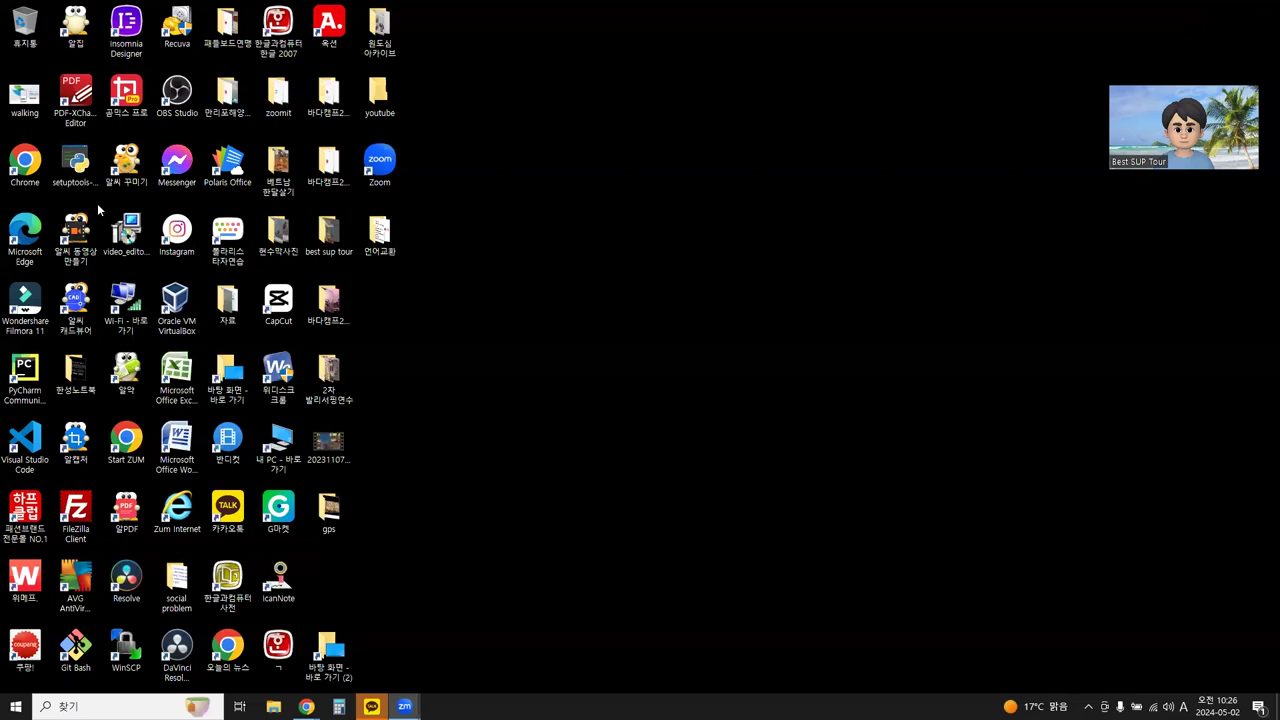 휴지통
알집
Insomnia
Designer
Recuva
패들보드연맹
한글과컴퓨터
한글 2007
옥션
원도심
아카이브
walking
PDF-XCha...
Editor
곰믹스 프로
OBS Studio
만리포해양...
zoomit
바다캠프2...
youtube
Chrome
setuptools-...
알씨 꾸미기
Messenger
Polaris Office
베트남
한달살기
바다캠프2...
Zoom
Best SUP Tour
Microsoft
Edge
알씨 동영상
만들기
video_edito...
Instagram
폴라리스
타자연습
현수막사진
best sup tour
언어교환
Wondershare
Filmora 11
알씨
캐드뷰어
Wi-Fi - 바로
가기
Oracle VM
VirtualBox
자료
CapCut
바다캠프2...
PyCharm
Communi...
한성노트북
알약
Microsoft
Office Exc...
바탕 화면 -
바로 가기
위디스크
크롬
2차
발리서핑연수
Visual Studio
Code
알캡처
Start ZUM
Microsoft
Office Wo...
반디컷
내 PC - 바로
가기
20231107...
하프
클럽
패션브랜드
전문몰 NO.1
FileZilla
Client
알PDF
Zum Internet
카카오톡
G마켓
gps
위메프.
AVG
AntiVir...
Resolve
social
problem
한글과컴퓨터
사전
icanNote
쿠팡!
Git Bash
WinSCP
DaVinci
Resol...
오늘의 뉴스
ㄱ
바탕 화면 -
바로 가기 (2)
찾기
17°C 맑음
A
오전 10:26
2024-05-02